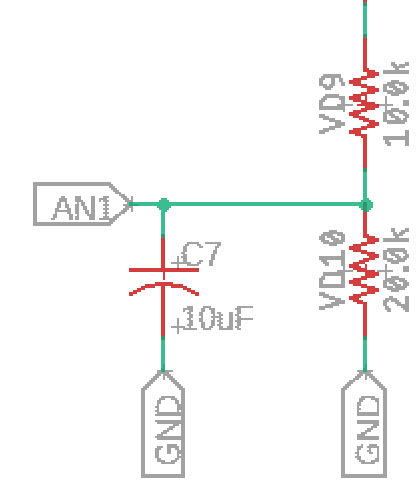 VD9
10.0k
AN1
C7
VD10
20.0k
10uF
GND
GND